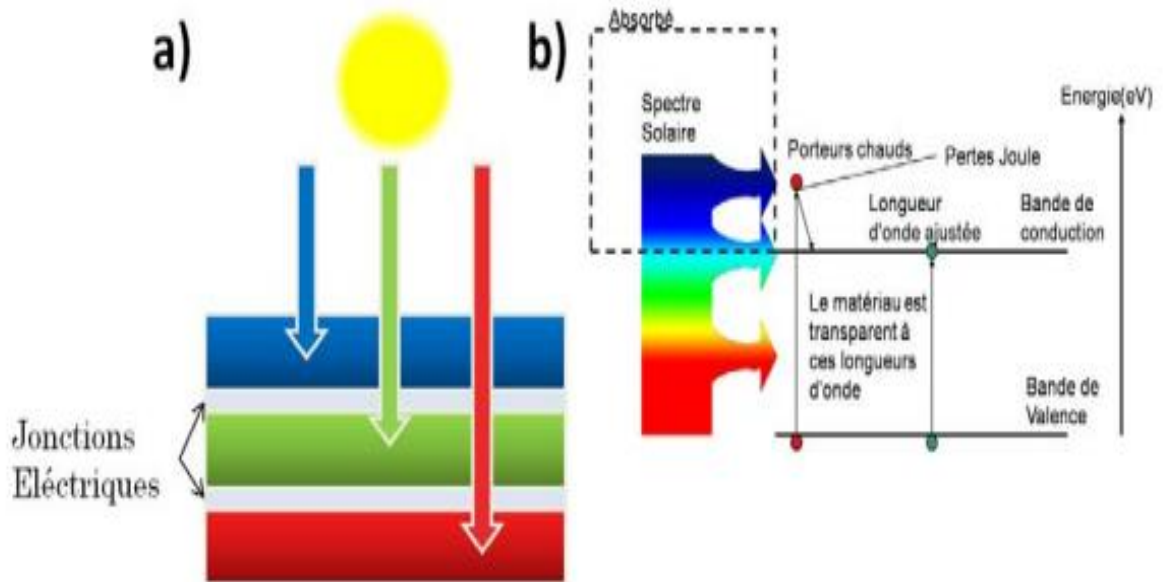 a)
Jonctions
Eléctriques
b)
Absorbé
Spectre
Solaire
Energie(eV)
Porteurs chauds
Pertes Joule
Longueur
d'onde ajustée
Bande de
conduction
Le matériau est
transparent à
ces longueurs
d'onde
Bande de
Valence